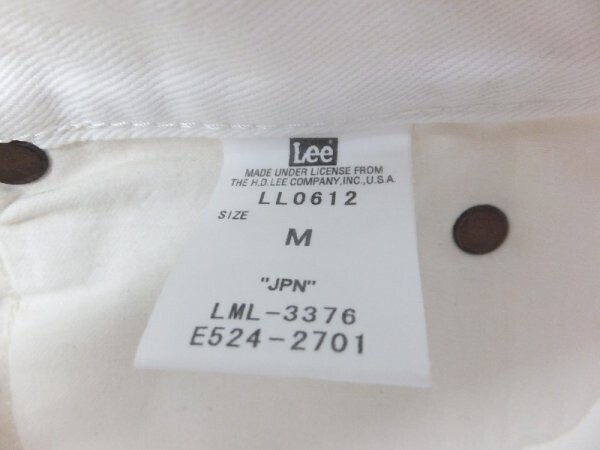 Lee
MADE UNDER LICENSE FROM
THE H.D. LEE COMPANY, INC., U.S.A.
LL0612
SIZE
M
"JPN"
LML-3376
E524-2701